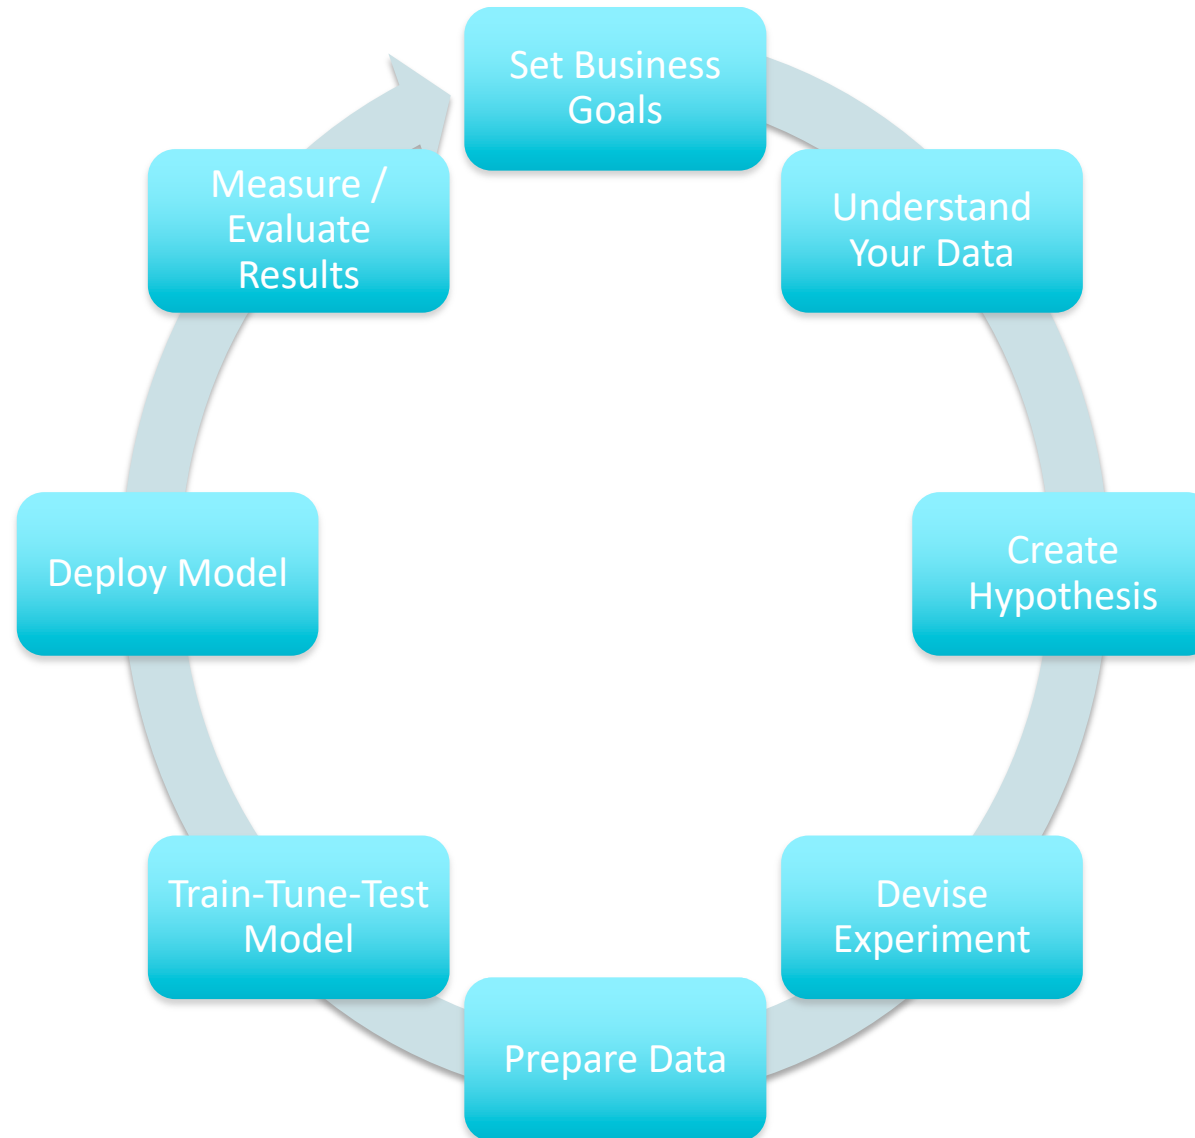 Set Business
Goals
Understand
Your Data
Create
Hypothesis
Devise
Experiment
Prepare Data
Train-Tune-Test
Model
Deploy Model
Measure /
Evaluate
Results